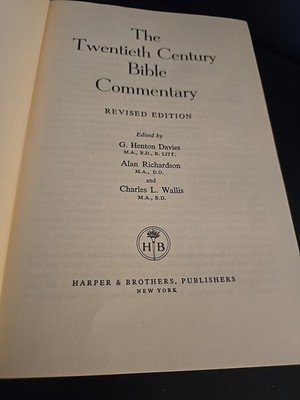 The
Twentieth Century
Bible
Commentary
REVISED EDITION
Edited by
G. Henton Davies
M.A., B.D., B. LITT.
Alan Richardson
M.A., D.D.
and
Charles L. Wallis
M.A., B.D.
H B
HARPER & BROTHERS, PUBLISHERS
NEW YORK